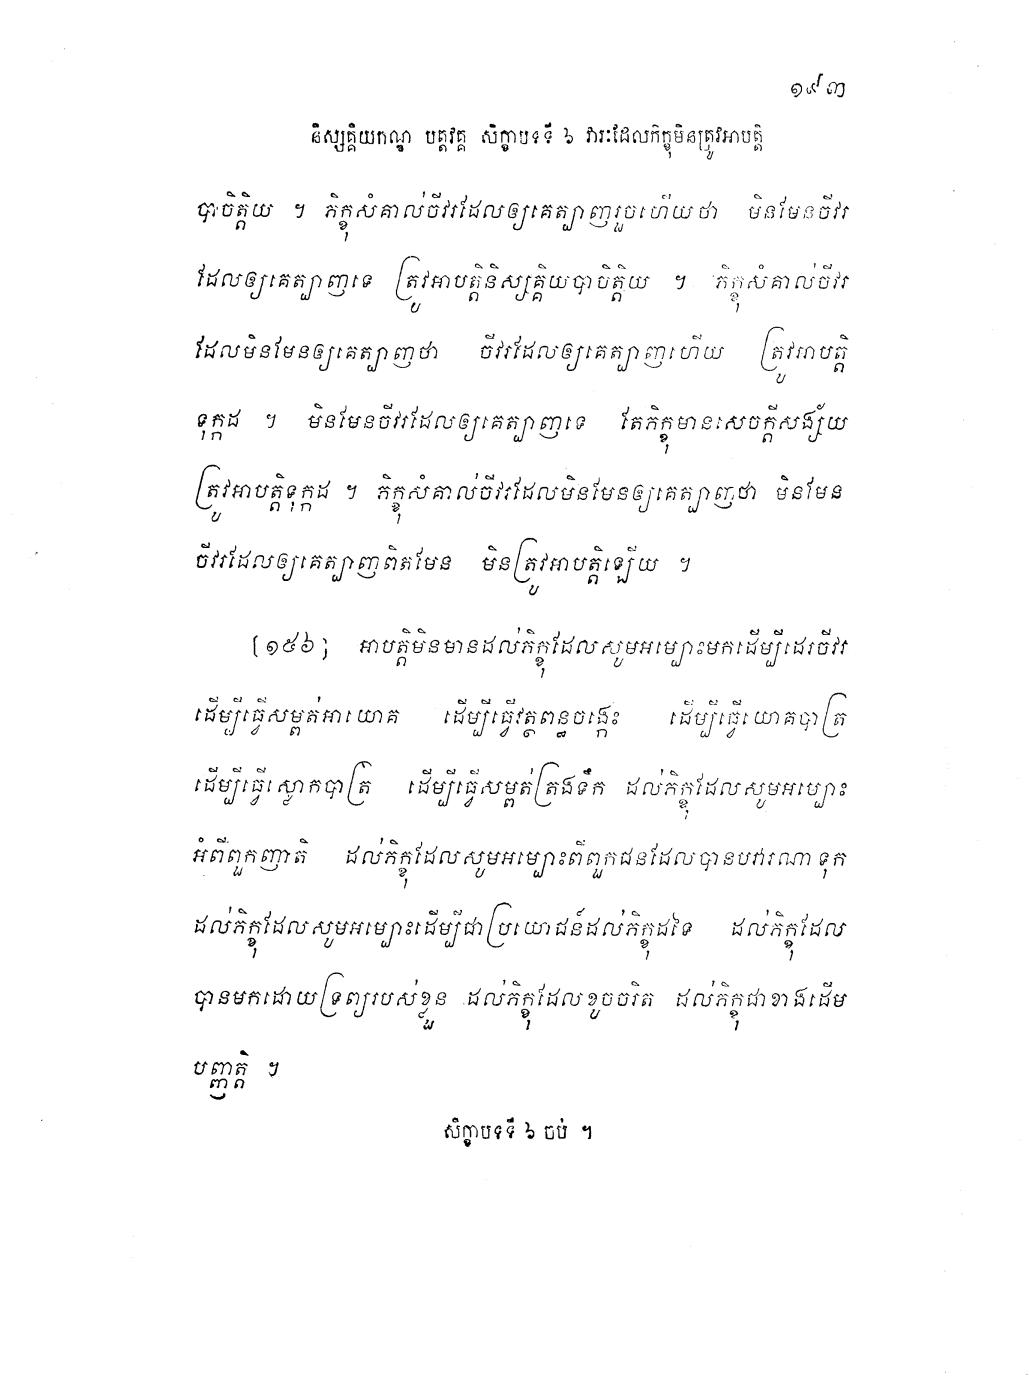 ១៩៣
និស្សគ្គិយកណ្ឌ បត្តវគ្គ សិក្ខាបទទី ៦ វារៈដែលភិក្ខុមិនត្រូវអាបត្តិ
បាចិត្តិយ ។ ភិក្ខុសំគាល់ចីវរដែលឲ្យគេត្បាញរួចហើយថា មិនមែនចីវរ
ដែលឲ្យគេត្បាញទេ ត្រូវអាបត្តិនិស្សគ្គិយបាចិត្តិយ ។ ភិក្ខុសំគាល់ចីវរ
ដែលមិនមែនឲ្យគេត្បាញថា ចីវរដែលឲ្យគេត្បាញហើយ ត្រូវអាបត្តិ
ទុក្កដ ។ មិនមែនចីវរដែលឲ្យគេត្បាញទេ តែភិក្ខុមានសេចក្តីសង្ស័យ
ត្រូវអាបត្តិទុក្កដ ។ ភិក្ខុសំគាល់ចីវរដែលមិនមែនឲ្យគេត្បាញថា មិនមែន
ចីវរដែលឲ្យគេត្បាញពិតមែន មិនត្រូវអាបត្តិឡើយ ។
[១៥៦] អាបត្តិមិនមានដល់ភិក្ខុដែលសូមអម្បោះមកដើម្បីដេរចីវរ
ដើម្បីធ្វើសម្ពត់អាយោគ ដើម្បីធ្វើវត្ថពន្ធចង្កេះ ដើម្បីធ្វើយោគបាត្រ
ដើម្បីធ្វើស្លោកបាត្រ ដើម្បីធ្វើសម្ពត់ត្រងទឹក ដល់ភិក្ខុដែលសូមអម្បោះ
អំពីពួកញាតិ ដល់ភិក្ខុដែលសូមអម្បោះពីពួកជនដែលបានបវារណាទុក
ដល់ភិក្ខុដែលសូមអម្បោះដើម្បីជាប្រយោជន៍ដល់ភិក្ខុដទៃ ដល់ភិក្ខុដែល
បានមកដោយទ្រព្យរបស់ខ្លួន ដល់ភិក្ខុដែលខូចចរិត ដល់ភិក្ខុជាខាងដើម
បញ្ញត្តិ ។
សិក្ខាបទទី ៦ ចប់ ។